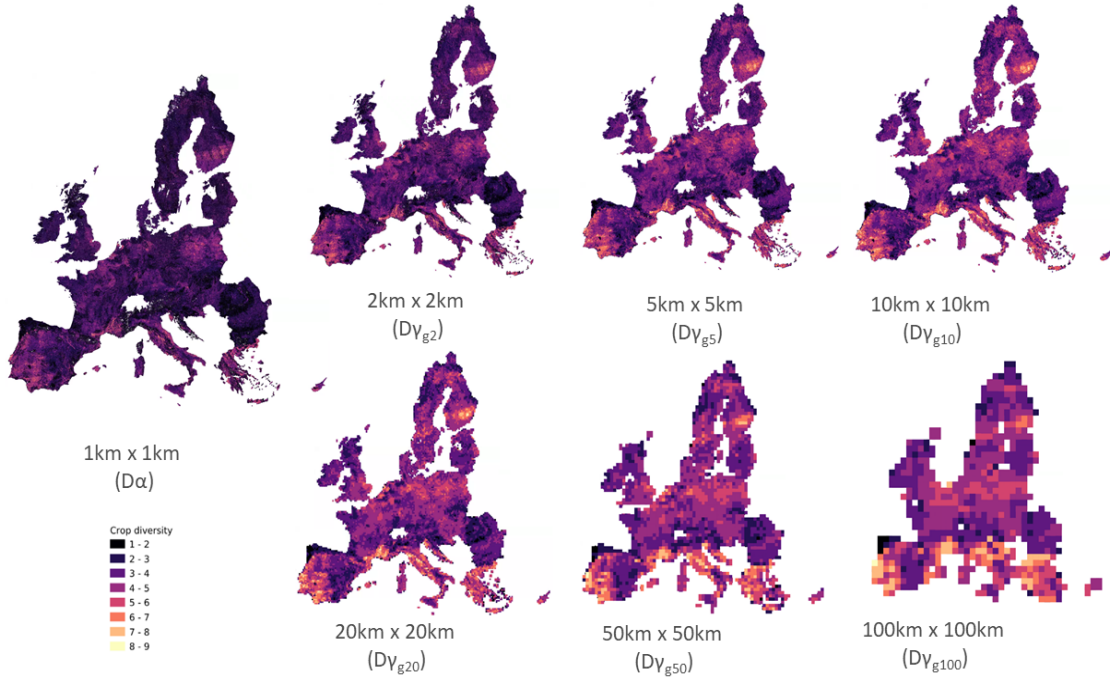 2km x 2km
(Dγg2)
5km x 5km
(Dγg5)
10km x 10km
(Dγg10)
1km x 1km
(Dα)
Crop diversity
1 - 2
2 - 3
3 - 4
4 - 5
5 - 6
6 - 7
7 - 8
8 - 9
20km x 20km
(Dγg20)
50km x 50km
(Dγg50)
100km x 100km
(Dγg100)